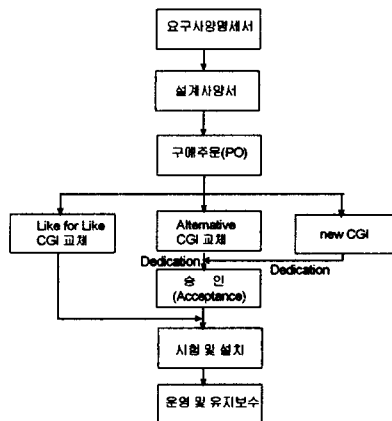 요구사양명세서
설계사양서
구매주문(PO)
Like for Like
CGI 교체
Alternative
CGI 교체
new CGI
Dedication
Dedication
승 인
(Acceptance)
시험 및 설치
운영 및 유지보수